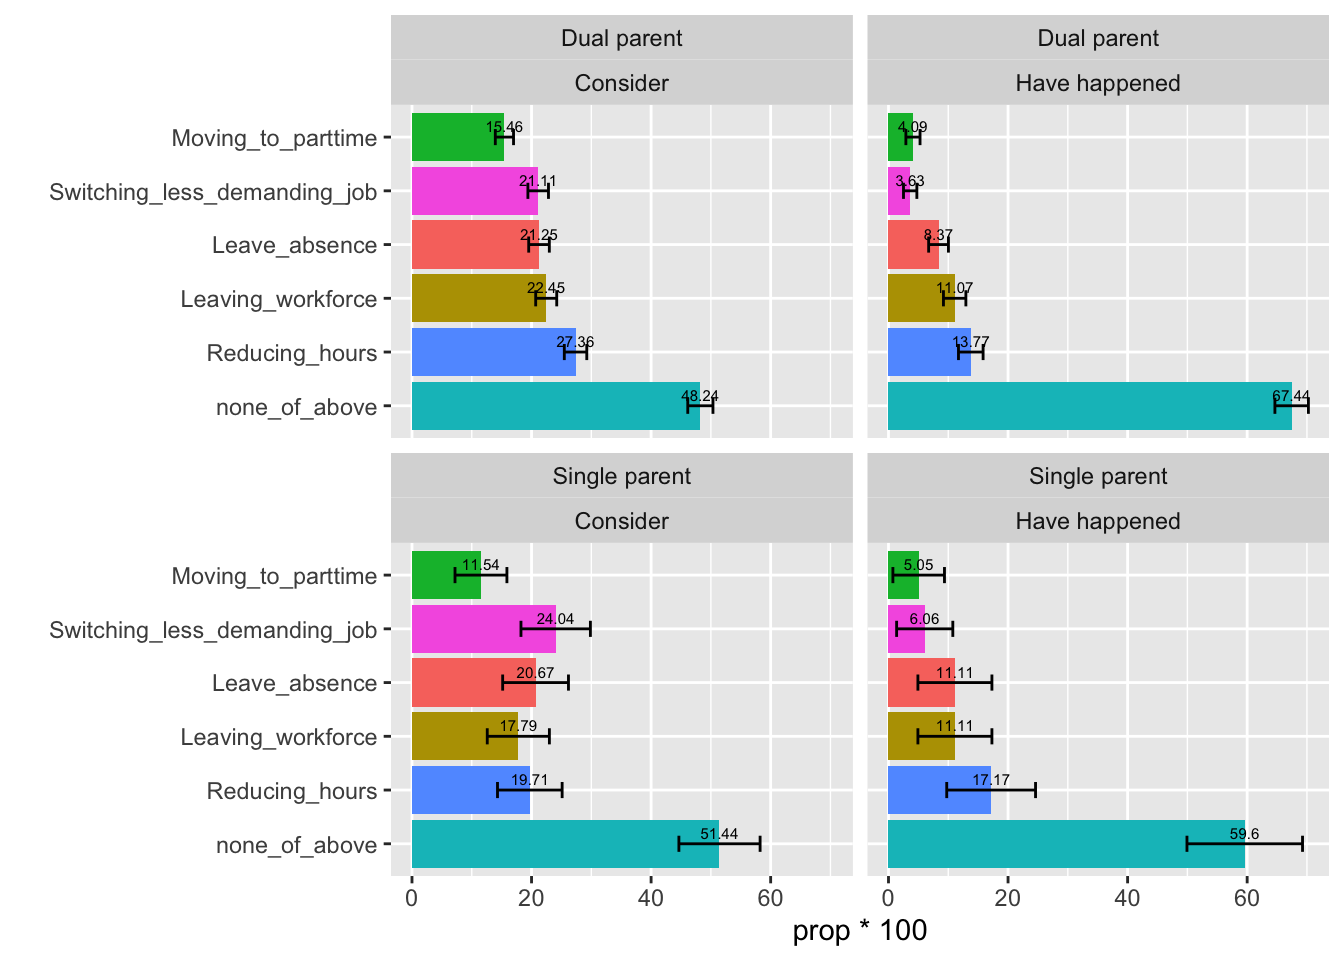 Dual parent
Dual parent
Consider
Have happened
Moving_to_parttime
15.46
4.09
Switching_less_demanding_job
21.11
3.63
Leave_absence
21.25
8.37
Leaving_workforce
22.45
11.07
Reducing_hours
27.36
13.77
none_of_above
48.24
67.44
Single parent
Single parent
Consider
Have happened
Moving_to_parttime
11.54
5.05
Switching_less_demanding_job
24.04
6.06
Leave_absence
20.67
11.11
Leaving_workforce
17.79
11.11
Reducing_hours
19.71
17.17
none_of_above
51.44
59.6
0 20 40 60
0 20 40 60
prop * 100